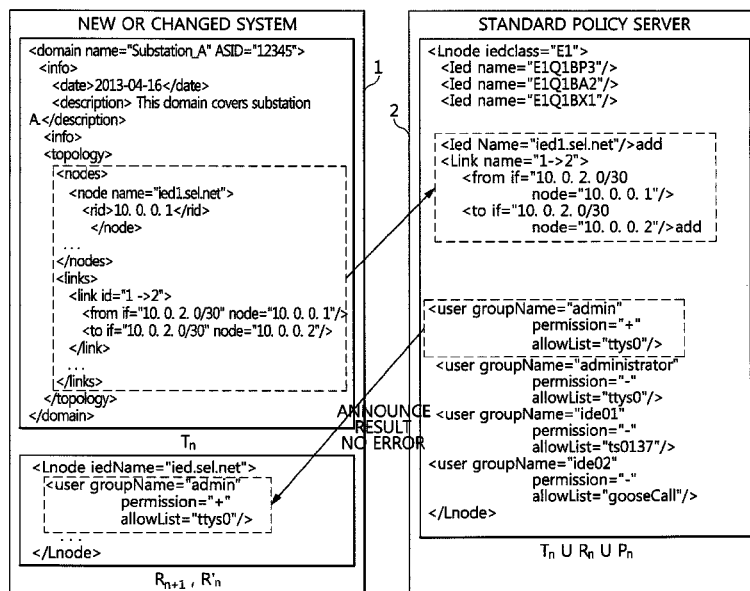 NEW OR CHANGED SYSTEM
<domain name="Substation_A" ASID="12345">
<info>
<date>2013-04-16</date>
<description> This domain covers substation
A.</description>
<info>
<topology>
<nodes>
<node name="ied1.sel.net">
<rid>10. 0. 0. 1</rid>
</node>
...
</nodes>
<links>
<link id="1 ->2">
<from if="10. 0. 2. 0/30" node="10. 0. 0. 1"/>
<to if="10. 0. 2. 0/30" node="10. 0. 0. 2"/>
</link>
...
</links>
</topology>
</domain>
Tn
<Lnode iedName="ied.sel.net">
<user groupName="admin"
permission="+"
allowList="ttys0"/>
...
</Lnode>
Rn+1 , R'n
1
ANNOUNCE
RESULT
NO ERROR
2
STANDARD POLICY SERVER
<Lnode iedclass="E1">
<Ied name="E1Q1BP3"/>
<Ied name="E1Q1BA2"/>
<Ied name="E1Q1BX1"/>
<Ied Name="ied1.sel.net"/>add
<Link name="1->2">
<from if="10. 0. 2. 0/30
node="10. 0. 0. 1"/>
<to if="10. 0. 2. 0/30
node="10. 0. 0. 2"/>add
<user groupName="admin"
permission="+"
allowList="ttys0"/>
<user groupName="administrator"
permission="-"
allowList="ttys0"/>
<user groupName="ide01"
permission="-"
allowList="ts0137"/>
<user groupName="ide02"
permission="-"
allowList="gooseCall"/>
</Lnode>
Tn U Rn U Pn